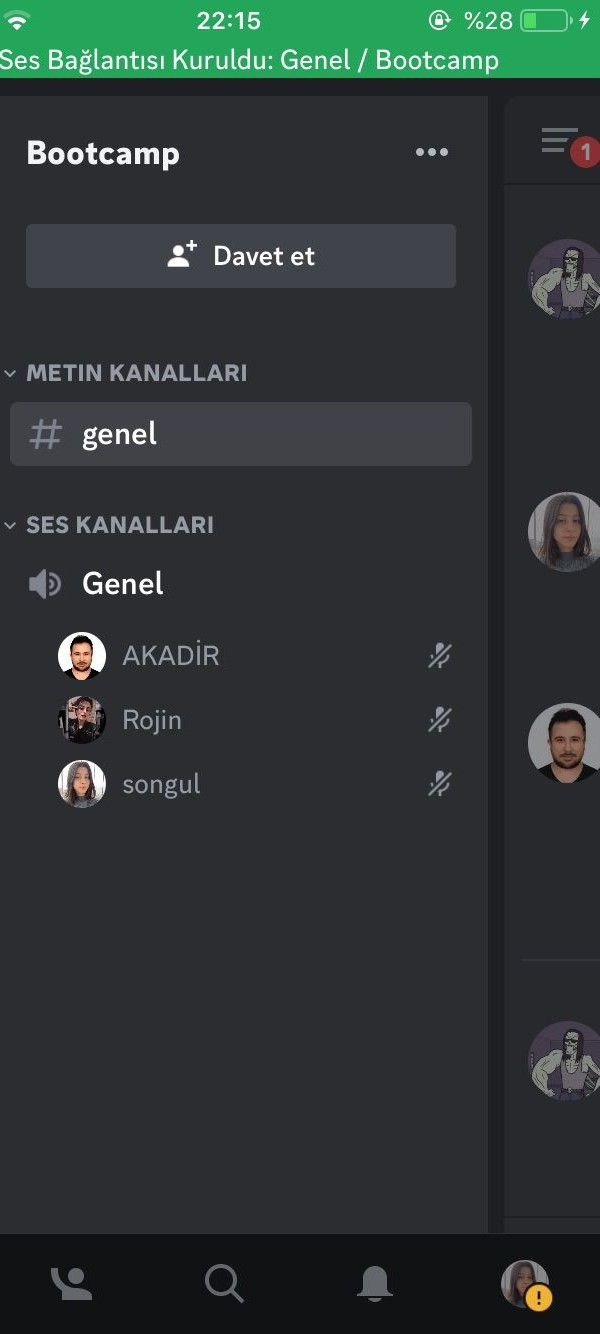 22:15
%28
Ses Bağlantısı Kuruldu: Genel / Bootcamp
Bootcamp
1
Davet et
METIN KANALLARI
# genel
SES KANALLARI
Genel
AKADİR
Rojin
songul
!